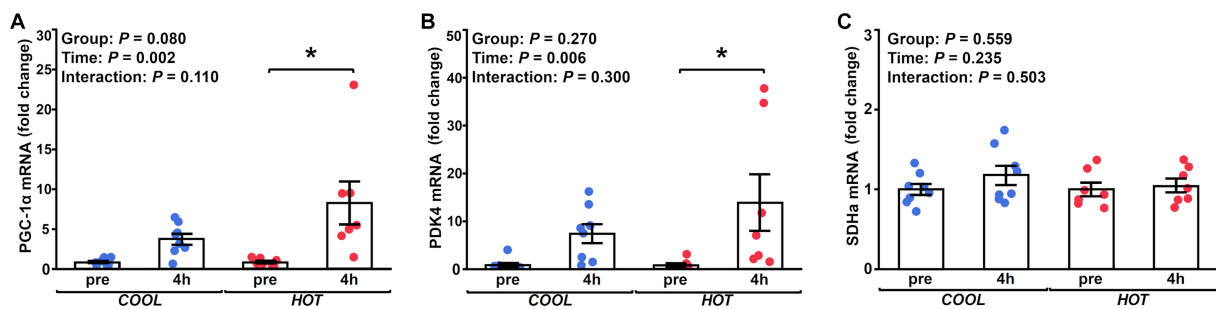 A
PGC-1α mRNA (fold change)
Group: P = 0.080
Time: P = 0.002
Interaction: P = 0.110
*
30
25
20
15
10
5
0
pre 4h pre 4h
COOL HOT
B
PDK4 mRNA (fold change)
Group: P = 0.270
Time: P = 0.006
Interaction: P = 0.300
*
50
40
30
20
10
0
pre 4h pre 4h
COOL HOT
C
SDHa mRNA (fold change)
Group: P = 0.559
Time: P = 0.235
Interaction: P = 0.503
3
2
1
0
pre 4h pre 4h
COOL HOT